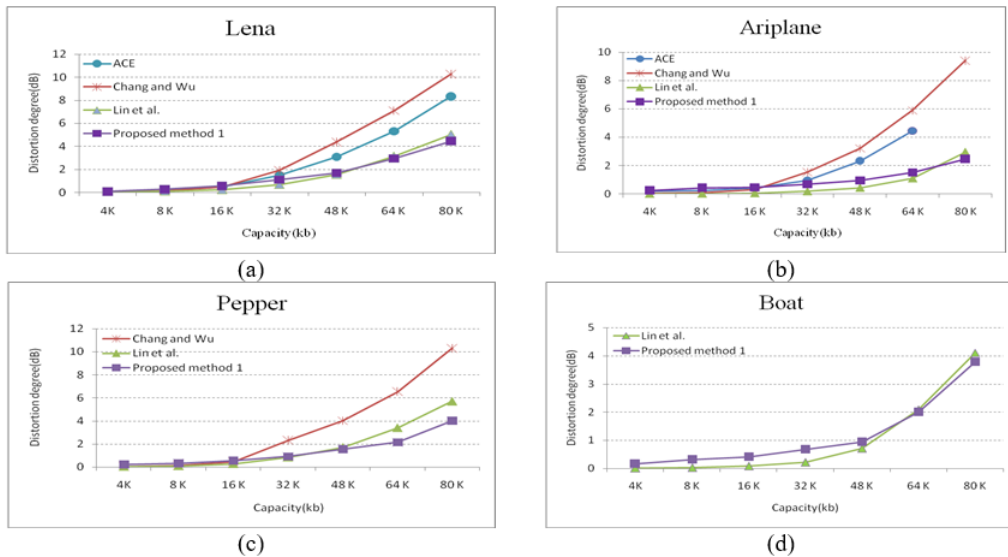 Lena
Distortion degree(dB)
12
10
8
6
4
2
0
ACE
Chang and Wu
Lin et al.
Proposed method 1
4K 8 K 16 K 32 K 48 K 64 K 80 K
Capacity(kb)
(a)
Ariplane
Distortion degree(dB)
10
8
6
4
2
0
ACE
Chang and Wu
Lin et al.
Proposed method 1
4K 8 K 16 K 32 K 48 K 64 K 80 K
Capacity(kb)
(b)
Pepper
Distortion degree(dB)
12
10
8
6
4
2
0
Chang and Wu
Lin et al.
Proposed method 1
4K 8 K 16 K 32 K 48 K 64 K 80 K
Capacity(kb)
(c)
Boat
Distortion degree(dB)
5
4
3
2
1
0
Lin et al.
Proposed method 1
4K 8 K 16 K 32 K 48 K 64 K 80 K
Capacity(kb)
(d)